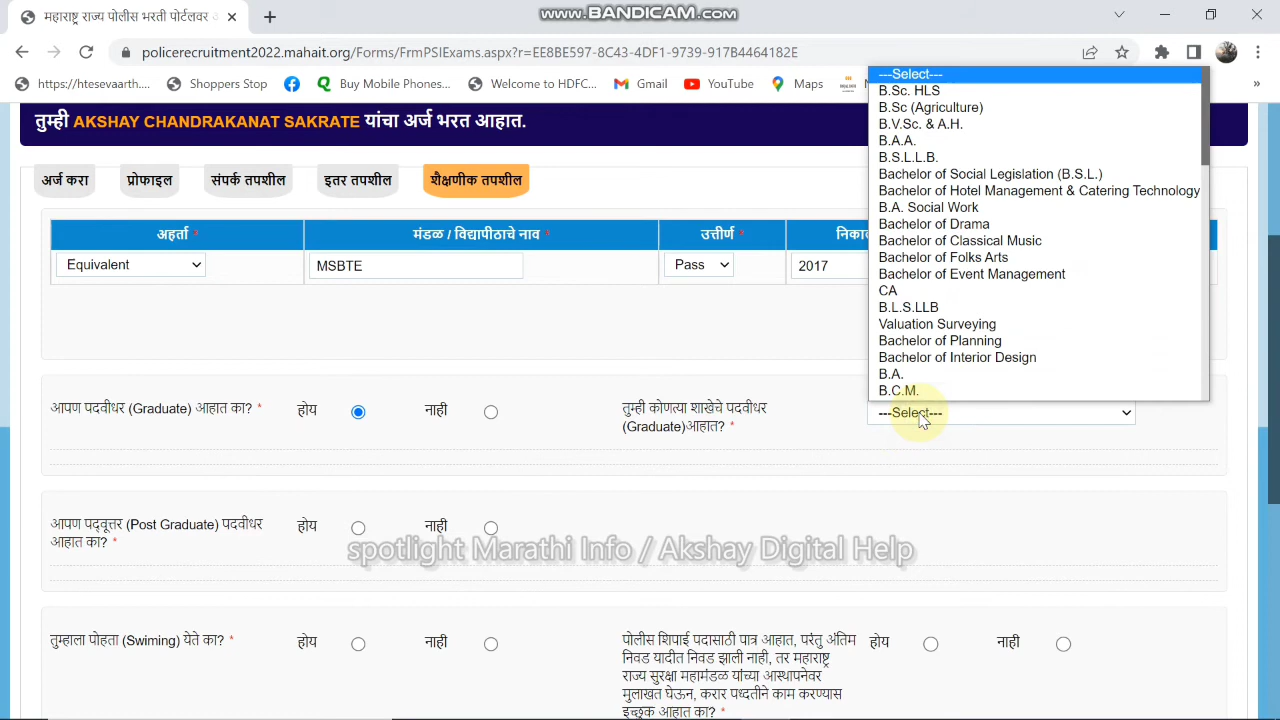 www.BANDICAM.com
महाराष्ट्र राज्य पोलीस भरती पोर्टलवर अ
policerecruitment2022.mahait.org/Forms/FrmPSIExams.aspx?r=EE8BE597-8C43-4DF1-9739-917B4464182E
https://htesevaarth...
Application Stop
Buy Mobile Phones...
Welcome to HDFC...
Gmail
YouTube
Maps
तुम्ही AKSHAY CHANDRAKANAT SAKRATE यांचा अर्ज भरत आहात.
अर्ज करा
प्रोफाइल
संपर्क तपशील
इतर तपशील
शैक्षणीक तपशील
अहर्ता *
मंडळ / विद्यापीठाचे नाव *
उत्तीर्ण *
निका
Equivalent
MSBTE
Pass
2017
---Select---
B.Sc. HLS
B.Sc (Agriculture)
B.V.Sc. & A.H.
B.A.A.
B.S.L.L.B.
Bachelor of Social Legislation (B.S.L.)
Bachelor of Hotel Management & Catering Technology
B.A. Social Work
Bachelor of Drama
Bachelor of Classical Music
Bachelor of Folks Arts
Bachelor of Event Management
CA
B.L.S.LLB
Valuation Surveying
Bachelor of Planning
Bachelor of Interior Design
B.A.
B.C.M.
आपण पदवीधर (Graduate) आहात का? *
होय
नाही
तुम्ही कोणत्या शाखेचे पदवीधर
(Graduate)आहात? *
---Select---
आपण पदव्यूत्तर (Post Graduate) पदवीधर
आहात का? *
होय
नाही
spotlight Marathi Info / Akshay Digital Help
तुम्हाला पोहता (Swiming) येते का? *
होय
नाही
पोलीस शिपाई पदासाठी पात्र आहात, परंतु अंतिम
निवड यादीत निवड झाली नाही, तर महाराष्ट्र
राज्य सुरक्षा महामंडळ यांच्या आस्थापनेवर
मुलाखत घेऊन, करार पध्दतीने काम करण्यास
इच्छुक आहात का? *
होय
नाही